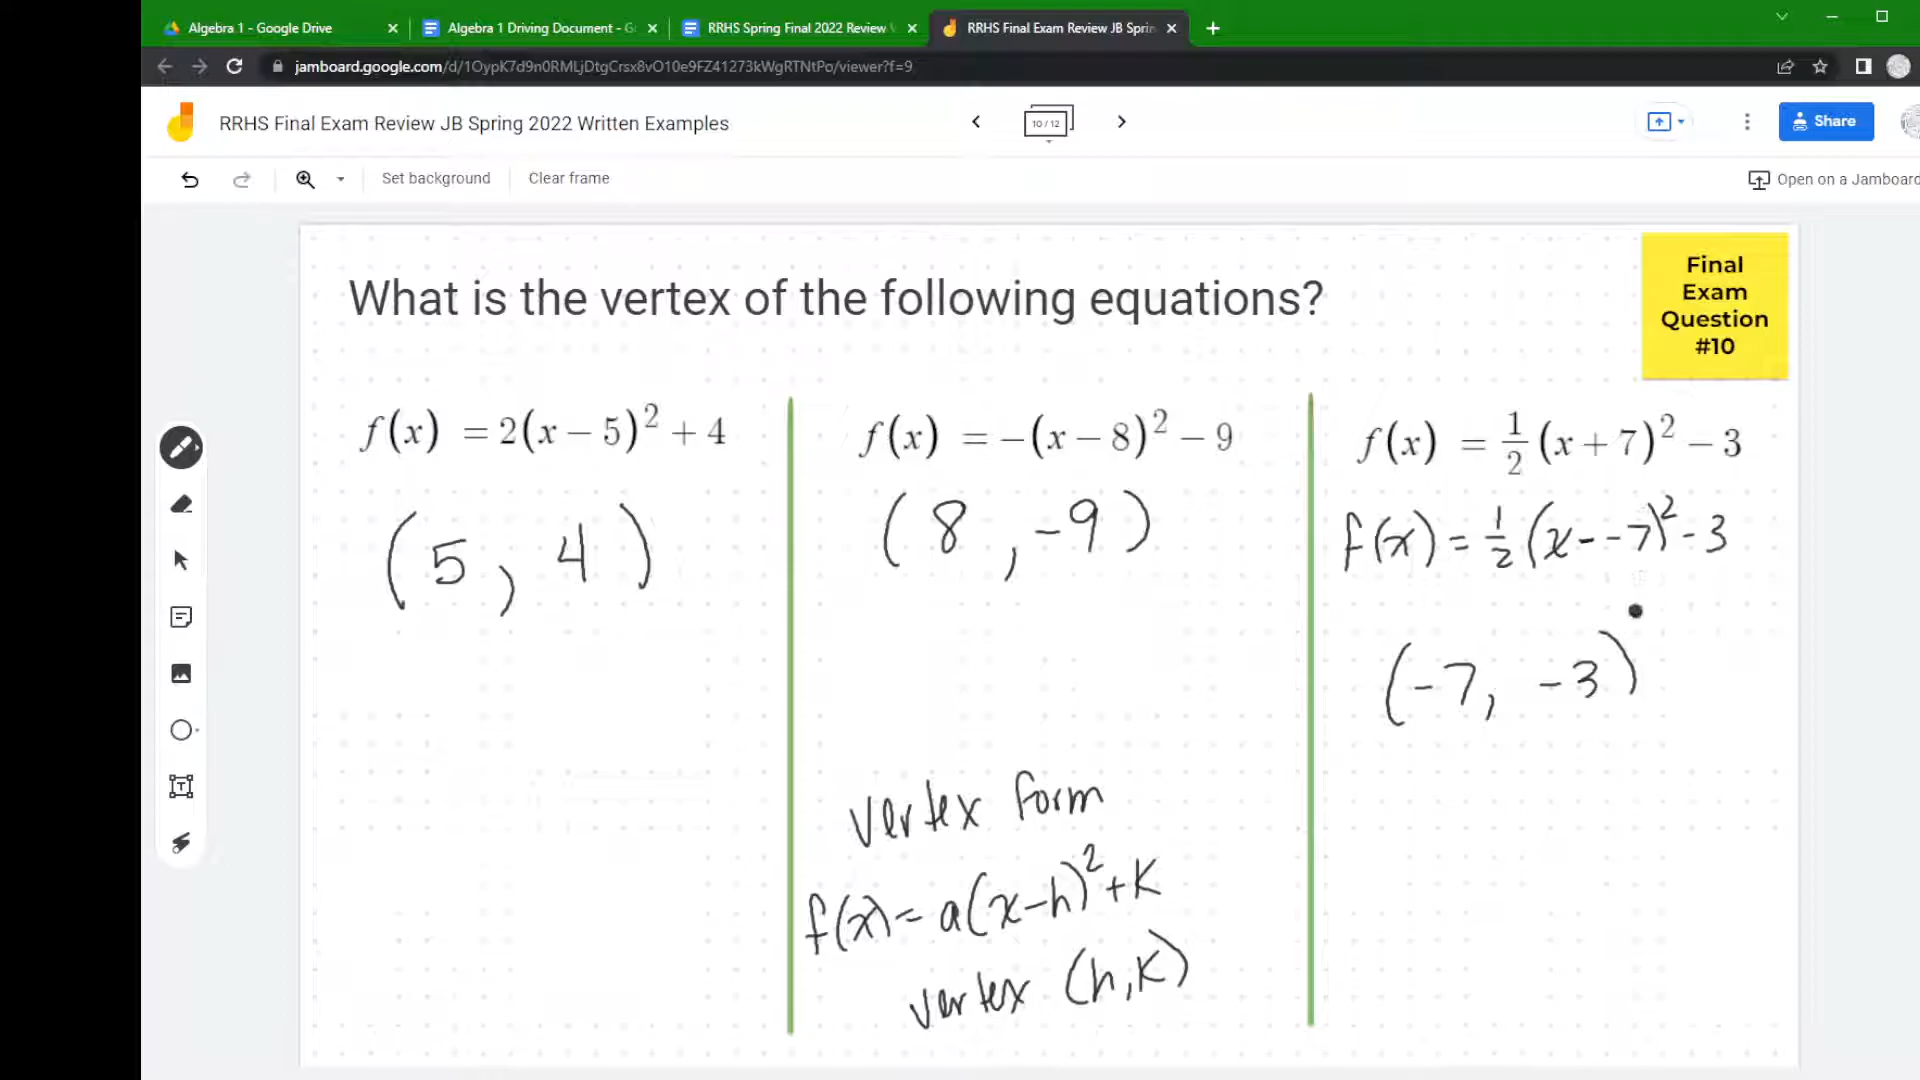 Algebra 1 - Google Drive
Algebra 1 Driving Document - G
RRHS Spring Final 2022 Review
RRHS Final Exam Review JB Sprin
jamboard.google.com/d/1OypK7d9n0RMLjDtgCrsx8vO10e9FZ41273kWgRTNtPo/viewer?f=9
RRHS Final Exam Review JB Spring 2022 Written Examples
10 / 12
Share
Set background
Clear frame
Open on a Jamboard
What is the vertex of the following equations?
Final
Exam
Question
#10
f(x) = 2(x − 5)² + 4
(5, 4)
f(x) = −(x − 8)² − 9
(8, -9)
vertex form
f(x) = a(x-h)² + K
vertex (h,K)
f(x) = 1/2 (x + 7)² − 3
f(x) = 1/2 (x - -7)² - 3
(-7, -3)